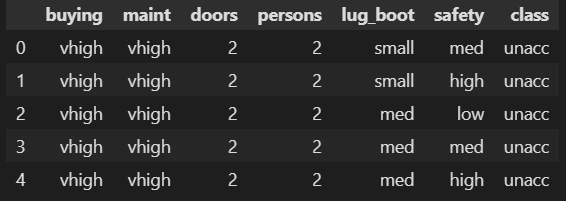 buying maint doors persons lug_boot safety class
0 vhigh vhigh 2 2 small med unacc
1 vhigh vhigh 2 2 small high unacc
2 vhigh vhigh 2 2 med low unacc
3 vhigh vhigh 2 2 med med unacc
4 vhigh vhigh 2 2 med high unacc